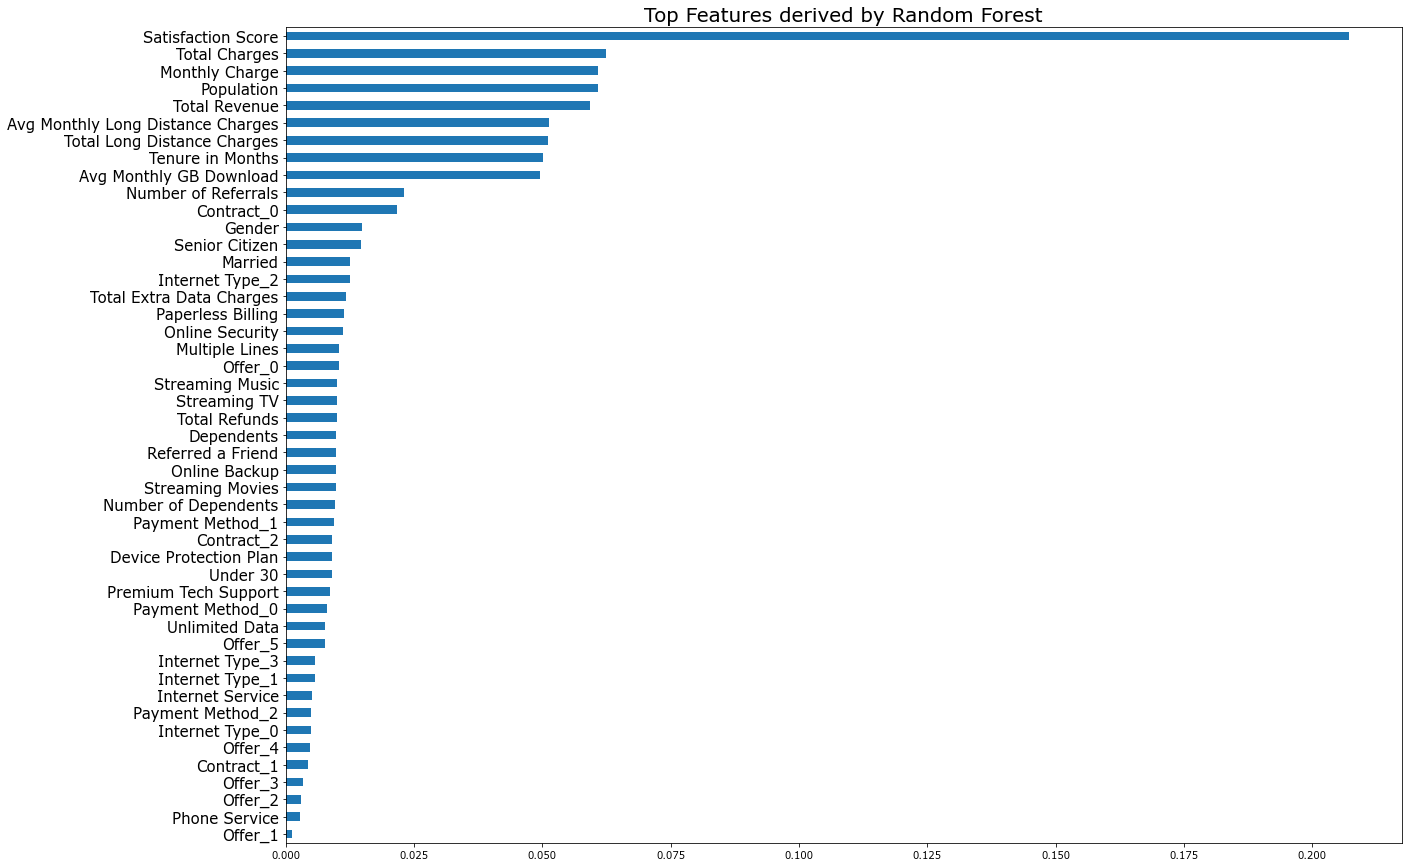 Top Features derived by Random Forest
Satisfaction Score
Total Charges
Monthly Charge
Population
Total Revenue
Avg Monthly Long Distance Charges
Total Long Distance Charges
Tenure in Months
Avg Monthly GB Download
Number of Referrals
Contract_0
Gender
Senior Citizen
Married
Internet Type_2
Total Extra Data Charges
Paperless Billing
Online Security
Multiple Lines
Offer_0
Streaming Music
Streaming TV
Total Refunds
Dependents
Referred a Friend
Online Backup
Streaming Movies
Number of Dependents
Payment Method_1
Contract_2
Device Protection Plan
Under 30
Premium Tech Support
Payment Method_0
Unlimited Data
Offer_5
Internet Type_3
Internet Type_1
Internet Service
Payment Method_2
Internet Type_0
Offer_4
Contract_1
Offer_3
Offer_2
Phone Service
Offer_1
0.000 0.025 0.050 0.075 0.100 0.125 0.150 0.175 0.200